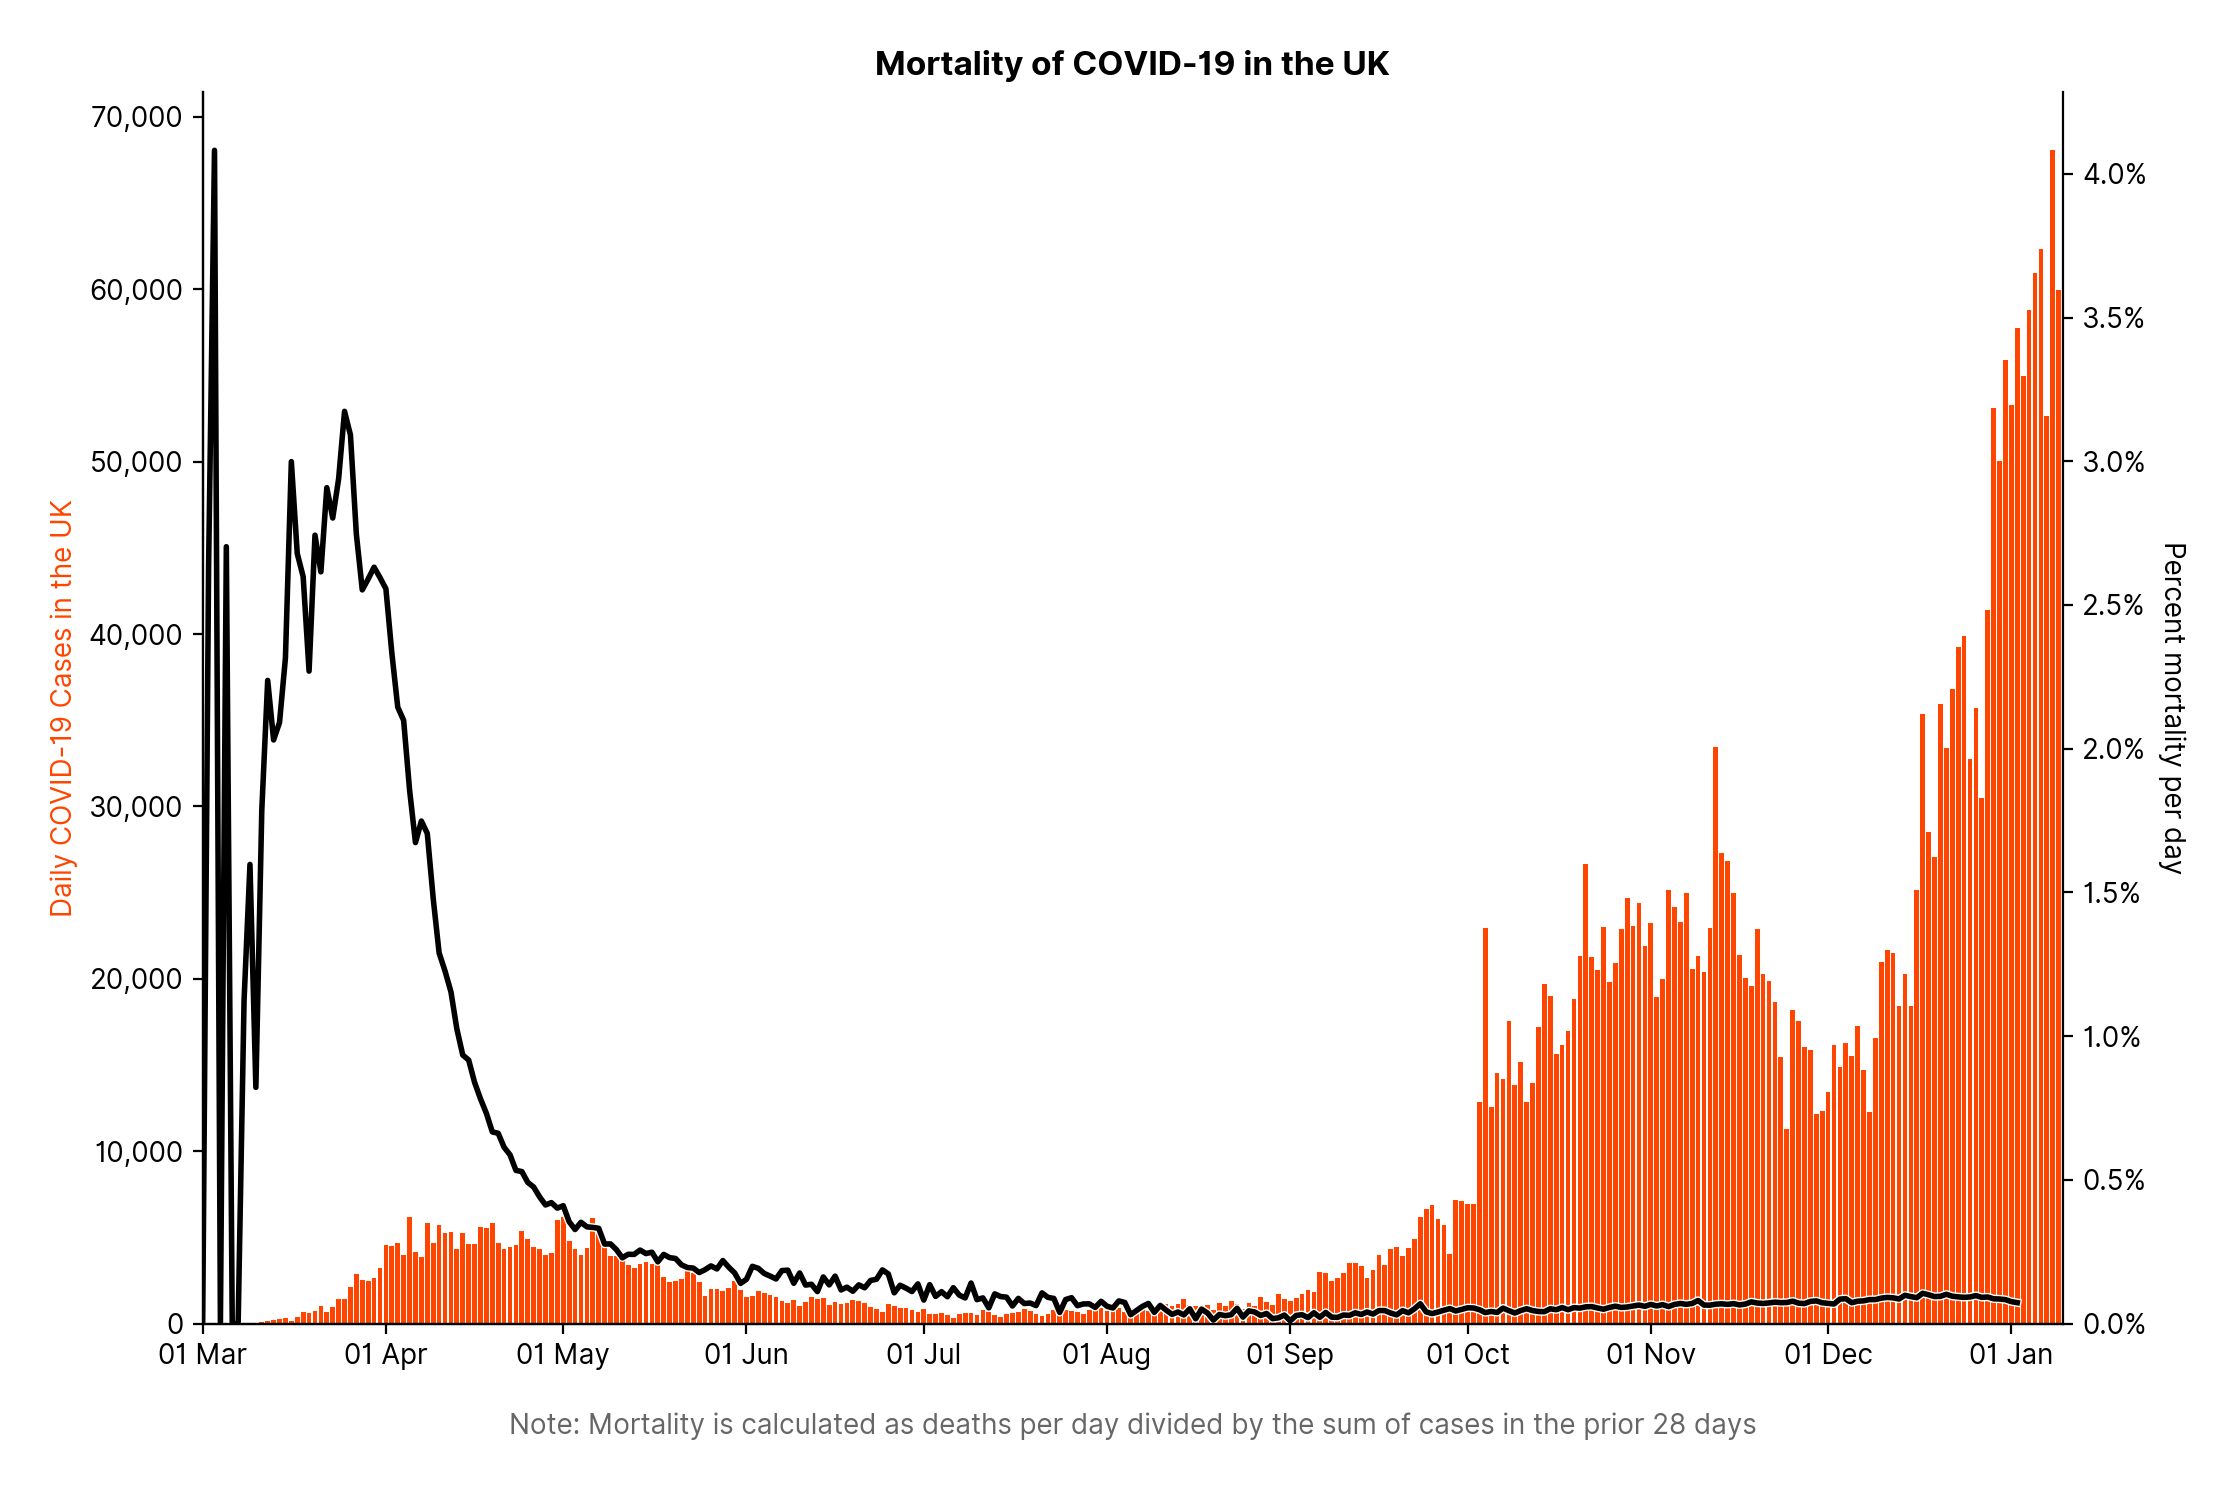 Mortality of COVID-19 in the UK
70,000
60,000
50,000
40,000
30,000
20,000
10,000
0
Daily COVID-19 Cases in the UK
4.0%
3.5%
3.0%
2.5%
2.0%
1.5%
1.0%
0.5%
0.0%
Percent mortality per day
01 Mar
01 Apr
01 May
01 Jun
01 Jul
01 Aug
01 Sep
01 Oct
01 Nov
01 Dec
01 Jan
Note: Mortality is calculated as deaths per day divided by the sum of cases in the prior 28 days